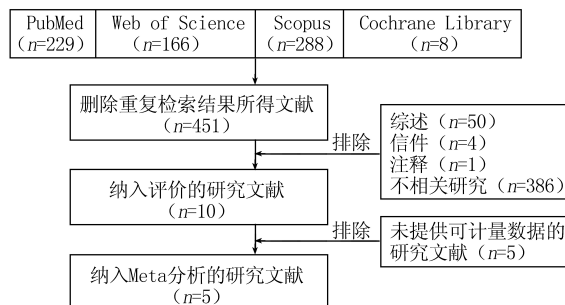 PubMed
(n=229)
Web of Science
(n=166)
Scopus
(n=288)
Cochrane Library
(n=8)
删除重复检索结果所得文献
（n=451）
排除
综述（n=50）
信件（n=4）
注释（n=1）
不相关研究（n=386）
纳入评价的研究文献
（n=10）
排除
未提供可计量数据的
研究文献（n=5）
纳入Meta分析的研究文献
（n=5）